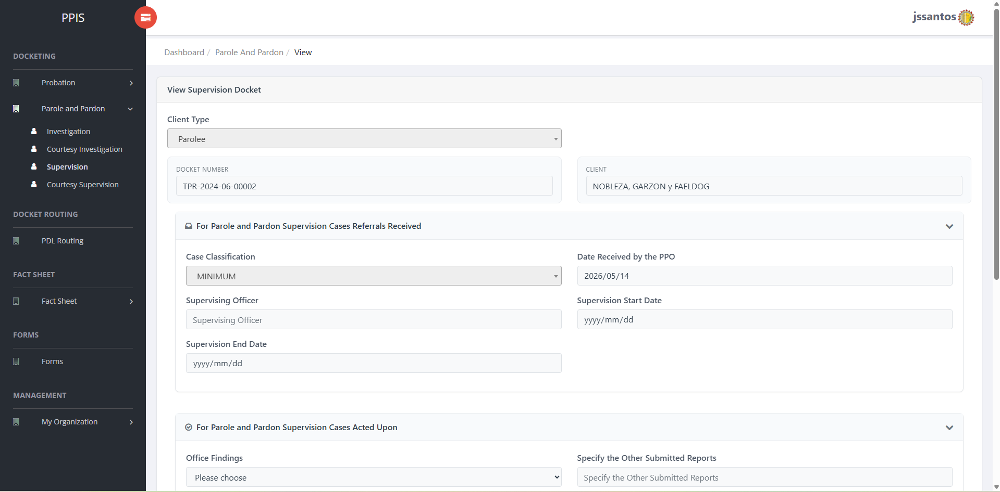 PPIS
jssantos
DOCKETING
Probation
Parole and Pardon
Investigation
Courtesy Investigation
Supervision
Courtesy Supervision
DOCKET ROUTING
PDL Routing
FACT SHEET
Fact Sheet
FORMS
Forms
MANAGEMENT
My Organization
Dashboard / Parole And Pardon / View
View Supervision Docket
Client Type
Parolee
DOCKET NUMBER
TPR-2024-06-00002
CLIENT
NOBLEZA, GARZON y FAELDOG
For Parole and Pardon Supervision Cases Referrals Received
Case Classification
MINIMUM
Date Received by the PPO
2026/05/14
Supervising Officer
Supervising Officer
Supervision Start Date
yyyy/mm/dd
Supervision End Date
yyyy/mm/dd
For Parole and Pardon Supervision Cases Acted Upon
Office Findings
Please choose
Specify the Other Submitted Reports
Specify the Other Submitted Reports